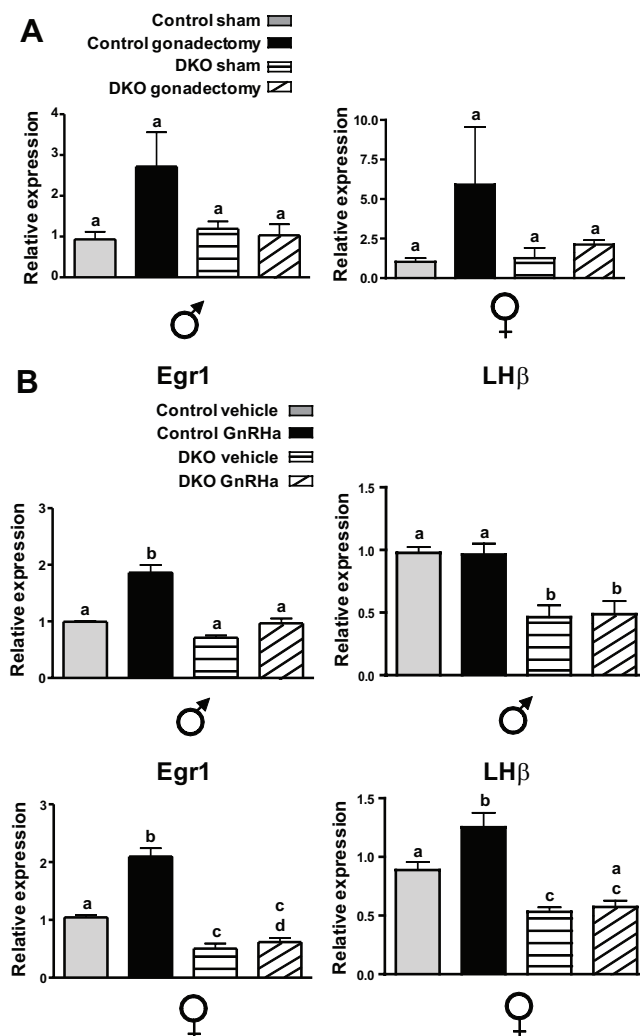 A
Control sham
Control gonadectomy
DKO sham
DKO gonadectomy
Relative expression
4
3
2
1
0
a
a
a
a
♂
Relative expression
10.0
7.5
5.0
2.5
0.0
a
a
a
a
♀
B
Egr1
LHβ
Control vehicle
Control GnRHa
DKO vehicle
DKO GnRHa
Relative expression
3
2
1
0
a
b
a
a
♂
Relative expression
1.5
1.0
0.5
0.0
a
a
b
b
♂
Egr1
LHβ
Relative expression
3
2
1
0
a
b
c
c
d
♀
Relative expression
1.5
1.0
0.5
0.0
a
b
c
a
c
♀